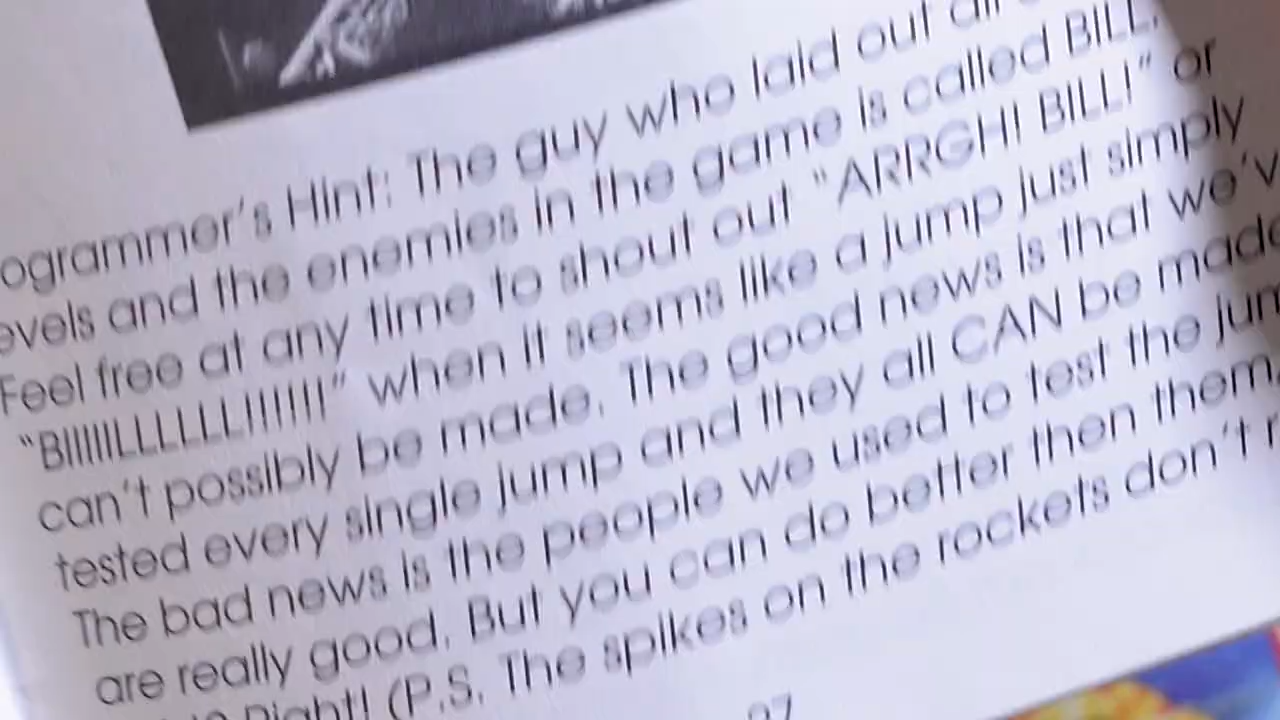 ogrammer's Hint: The guy who laid out all
evels and the enemies in the game is called BILL.
Feel free at any time to shout out "ARRGH! BILL!" or
"BIIIIILLLLLLL!!!!!!" when it seems like a jump just simply
can't possibly be made. The good news is that we'v
tested every single jump and they all CAN be made
The bad news is the people we used to test the jum
are really good. But you can do better then them,
Right! (P.S. The spikes on the rockets don't